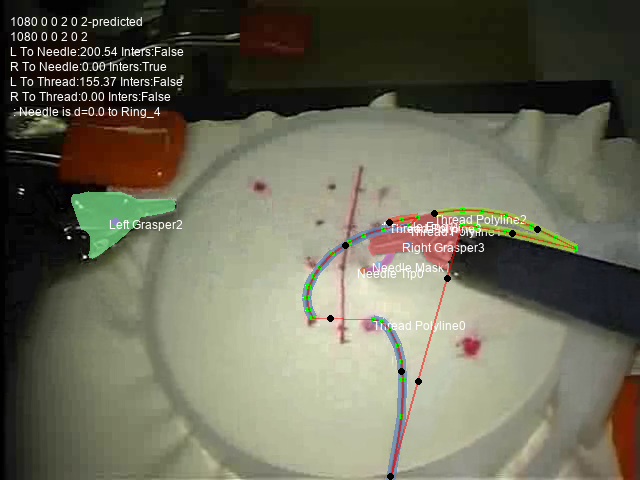 1080 0 0 2 0 2-predicted
1080 0 0 2 0 2
L To Needle:200.54 Inters:False
R To Needle:0.00 Inters:True
L To Thread:155.37 Inters:False
R To Thread:0.00 Inters:False
: Needle is d=0.0 to Ring_4
Thread Polyline2
Left Grasper2
Right Grasper3
Needle Mask
Needle Tip0
Thread Polyline0